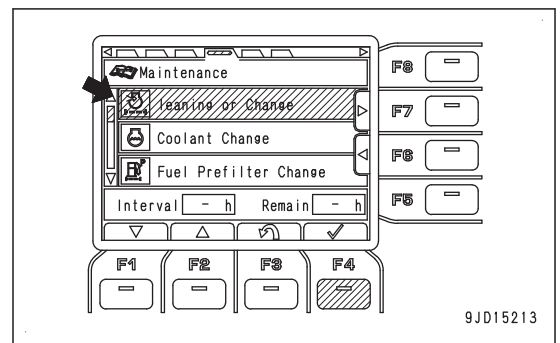 Maintenance
leaning or Change
Coolant Change
Fuel Prefilter Change
Interval - h Remain - h
F8
F7
F6
F5
F1 F2 F3 F4
9JD15213